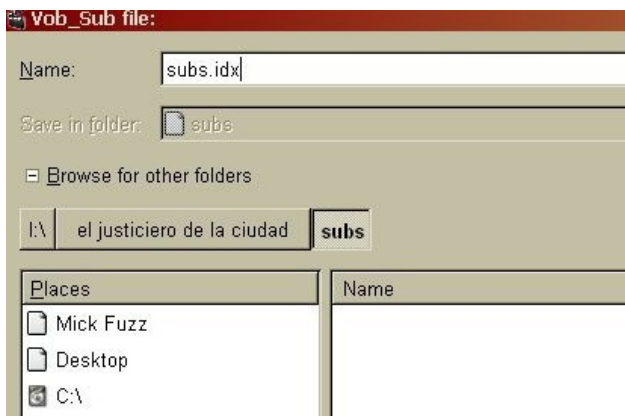 Vob_Sub file:
Name: subs.idx
Save in folder: subs
Browse for other folders
I:\ el justiciero de la ciudad subs
Places Name
Mick Fuzz
Desktop
C:\